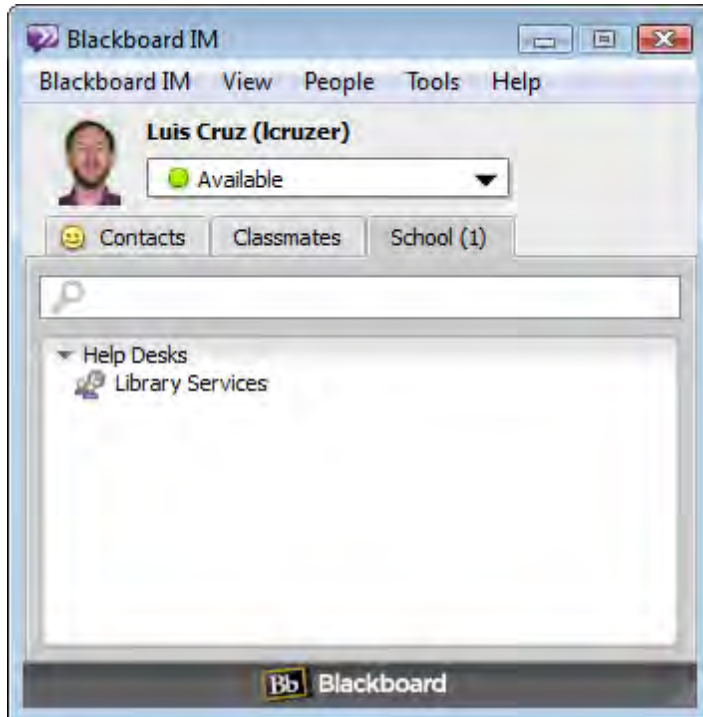 Blackboard IM
Blackboard IM View People Tools Help
Luis Cruz (lcruzer)
Available
Contacts Classmates School (1)
Help Desks
Library Services
Bb Blackboard